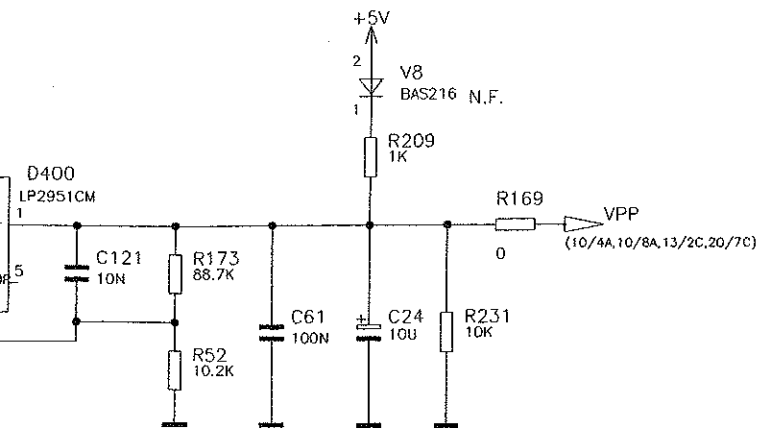 +5V
2
V8
BAS216 N.F.
1
R209
1K
D400
LP2951CM
1
R169
VPP
(10/4A,10/8A,13/2C,20/7C)
0
5
C121
10N
R173
88.7K
C61
100N
+
C24
10U
R231
10K
R52
10.2K